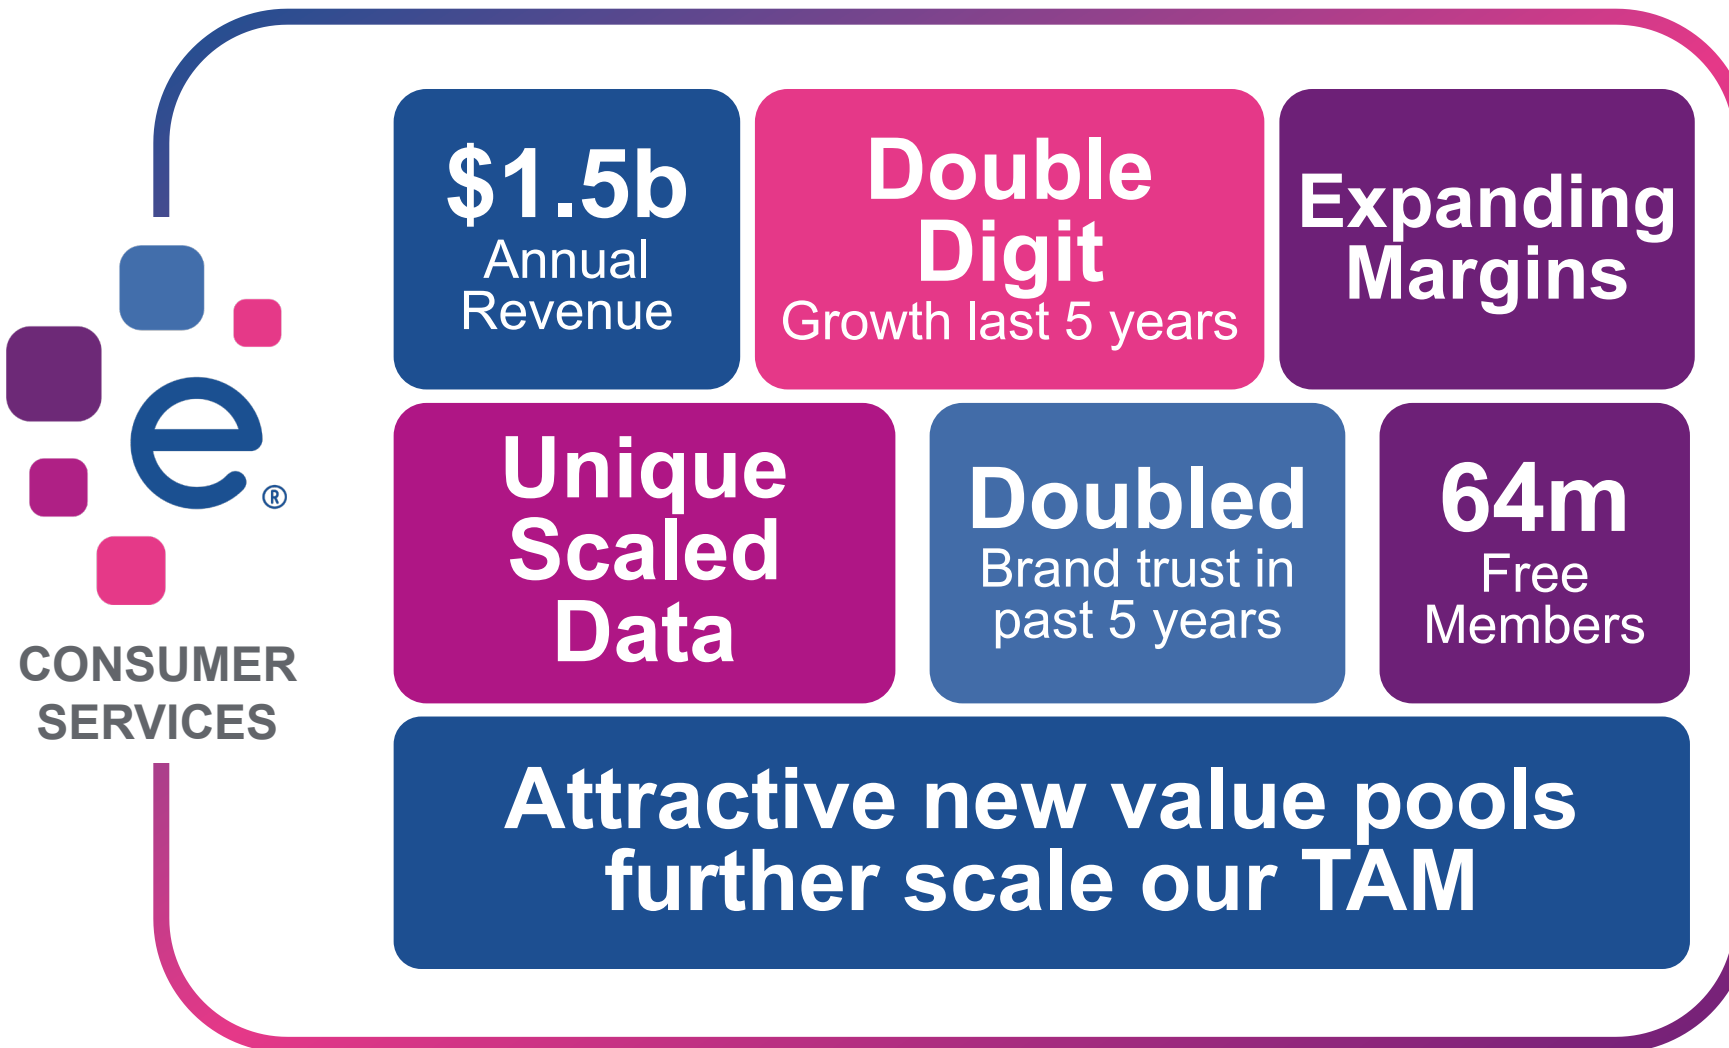 e®
CONSUMER
SERVICES
$1.5b
Annual
Revenue
Double
Digit
Growth last 5 years
Expanding
Margins
Unique
Scaled
Data
Doubled
Brand trust in
past 5 years
64m
Free
Members
Attractive new value pools
further scale our TAM